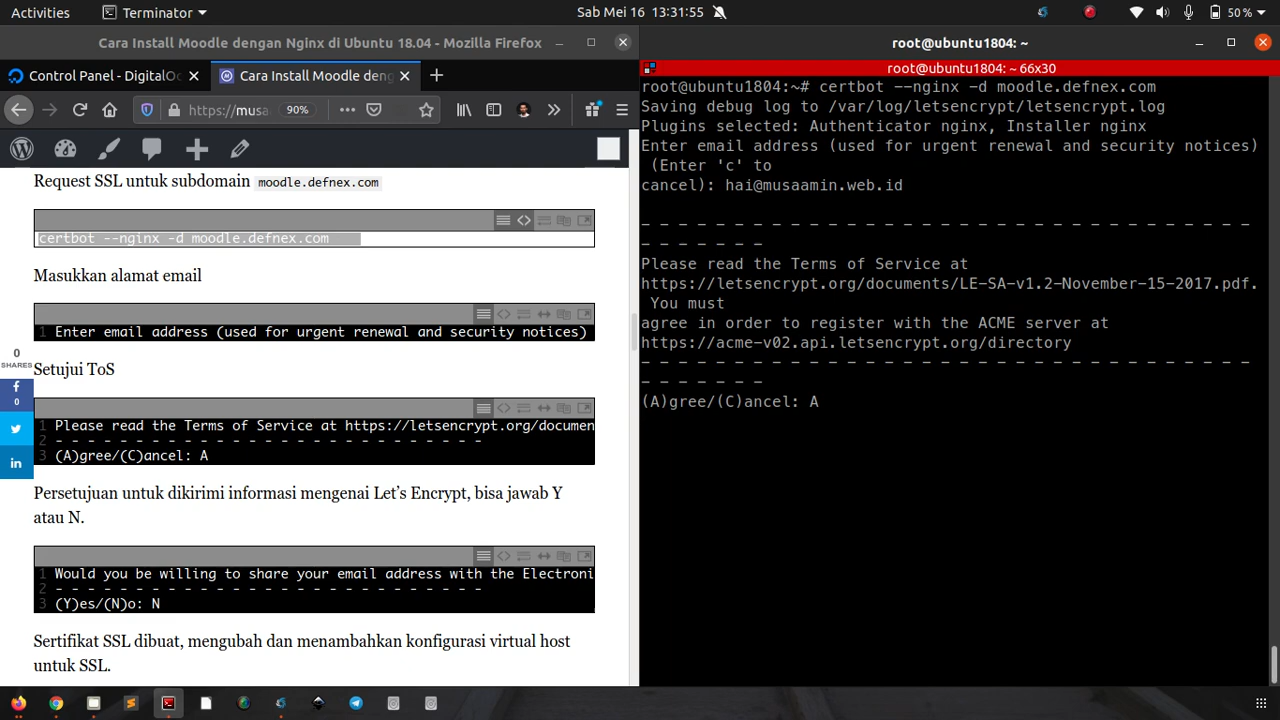 Activities
Terminator
Sab Mei 16 13:31:55
50 %
Cara Install Moodle dengan Nginx di Ubuntu 18.04 - Mozilla Firefox
root@ubuntu1804: ~
Control Panel - DigitalOc
Cara Install Moodle deng
root@ubuntu1804: ~ 66x30
https://musa
90%
Request SSL untuk subdomain moodle.defnex.com
certbot --nginx -d moodle.defnex.com
Masukkan alamat email
1 Enter email address (used for urgent renewal and security notices)
0
SHARES
Setujui ToS
0
1 Please read the Terms of Service at https://letsencrypt.org/documen
2 - - - - - - - - - - - - - - - - - - - - - - - - - - -
3 (A)gree/(C)ancel: A
Persetujuan untuk dikirimi informasi mengenai Let’s Encrypt, bisa jawab Y
atau N.
1 Would you be willing to share your email address with the Electroni
2 - - - - - - - - - - - - - - - - - - - - - - - - - - -
3 (Y)es/(N)o: N
Sertifikat SSL dibuat, mengubah dan menambahkan konfigurasi virtual host
untuk SSL.
root@ubuntu1804:~# certbot --nginx -d moodle.defnex.com
Saving debug log to /var/log/letsencrypt/letsencrypt.log
Plugins selected: Authenticator nginx, Installer nginx
Enter email address (used for urgent renewal and security notices)
(Enter 'c' to
cancel): hai@musaamin.web.id
- - - - - - - - - - - - - - - - - - - - - - - - - - - - - - - - -
- - - - - - -
Please read the Terms of Service at
https://letsencrypt.org/documents/LE-SA-v1.2-November-15-2017.pdf.
You must
agree in order to register with the ACME server at
https://acme-v02.api.letsencrypt.org/directory
- - - - - - - - - - - - - - - - - - - - - - - - - - - - - - - - -
- - - - - - -
(A)gree/(C)ancel: A